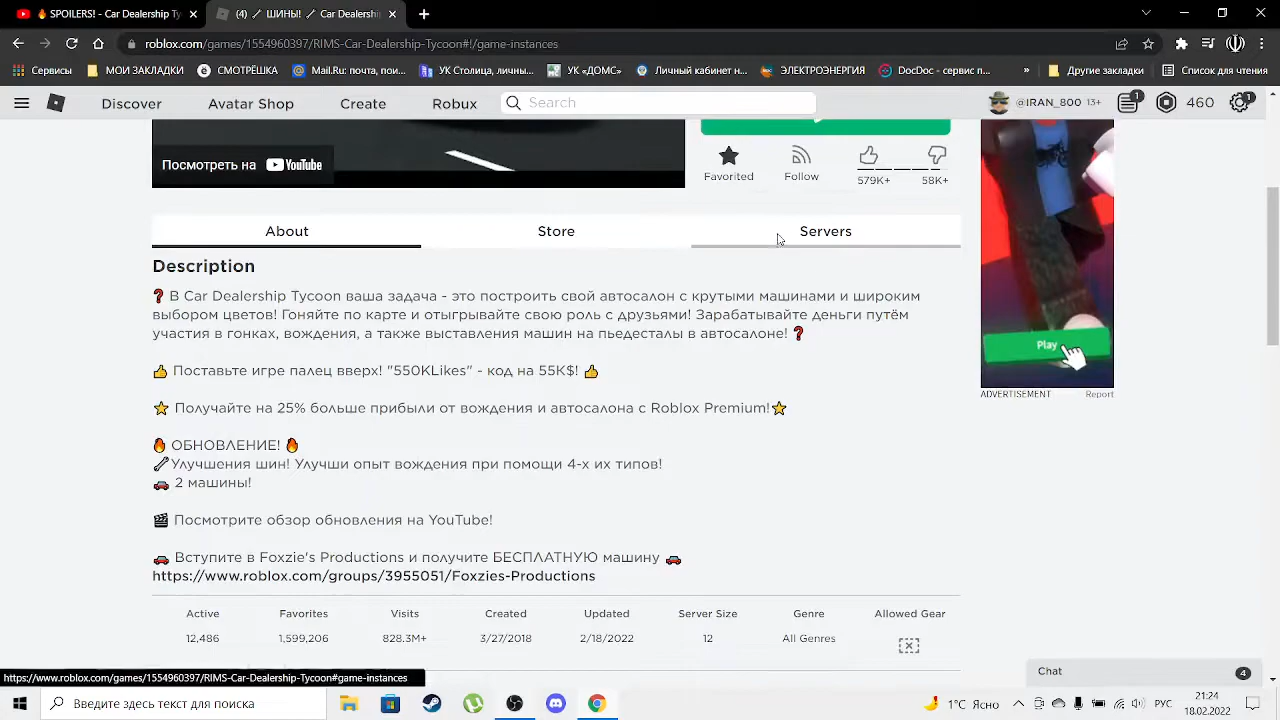 🔥 SPOILERS! - Car Dealership Ty
(4) 🦯 ШИНЫ! 🦯 Car Dealersh
roblox.com/games/1554960397/RIMS-Car-Dealership-Tycoon#!/game-instances
Сервисы
МОИ ЗАКЛАДКИ
СМОТРЁШКА
Mail.Ru: почта, пои...
УК Столица, личны...
УК «ДОМС»
Личный кабинет н...
ЭЛЕКТРОЭНЕРГИЯ
DocDoc - сервис п...
»
Другие закладки
Список для чтения
Discover
Avatar Shop
Create
Robux
Search
@IRAN_800 13+
1
460
1
Посмотреть на YouTube
Favorited
Follow
579K+
58K+
About
Store
Servers
Description
❓ В Car Dealership Tycoon ваша задача - это построить свой автосалон с крутыми машинами и широким
выбором цветов! Гоняйте по карте и отыгрывайте свою роль с друзьями! Зарабатывайте деньги путём
участия в гонках, вождения, а также выставления машин на пьедесталы в автосалоне! ❓
👍 Поставьте игре палец вверх! "550KLikes" - код на 55K$! 👍
⭐ Получайте на 25% больше прибыли от вождения и автосалона с Roblox Premium!⭐
🔥 ОБНОВЛЕНИЕ! 🔥
🦯Улучшения шин! Улучши опыт вождения при помощи 4-х их типов!
🚗 2 машины!
🎬 Посмотрите обзор обновления на YouTube!
🚗 Вступите в Foxzie's Productions и получите БЕСПЛАТНУЮ машину 🚗
https://www.roblox.com/groups/3955051/Foxzies-Productions
Active
Favorites
Visits
Created
Updated
Server Size
Genre
Allowed Gear
12,486
1,599,206
828.3M+
3/27/2018
2/18/2022
12
All Genres
Play
ADVERTISEMENT
Report
https://www.roblox.com/games/1554960397/RIMS-Car-Dealership-Tycoon#game-instances
Chat
4
Введите здесь текст для поиска
1°C Ясно
РУС
21:24
18.02.2022